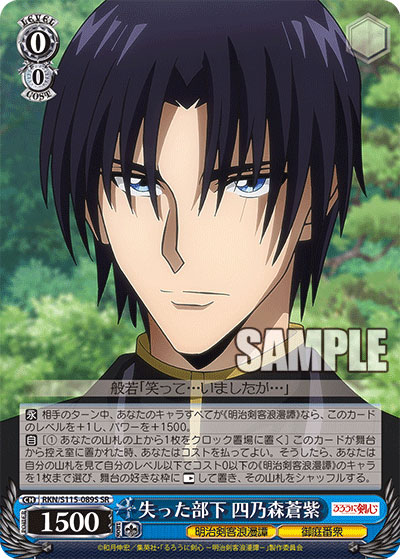 LEVEL
0
0
COST
SAMPLE
般若「笑って…いましたが…」
永 相手のターン中、あなたのキャラすべてが《明治剣客浪漫譚》なら、このカード
のレベルを+1し、パワーを+1500。
自 [⑴ あなたの山札の上から1枚をクロック置場に置く] このカードが舞台
から控え室に置かれた時、あなたはコストを払ってよい。そうしたら、あなたは
自分の山札を見てレベル0以下でコスト0以下の《明治剣客浪漫譚》のキャラ
を1枚まで選び、舞台の好きな枠に置き、その山札をシャッフルする。
CH RKN/S115-089S SR
1500
失った部下 四乃森蒼紫
るろうに剣心
明治剣客浪漫譚 御庭番衆
©和月伸宏/集英社・「るろうに剣心 －明治剣客浪漫譚－」製作委員会